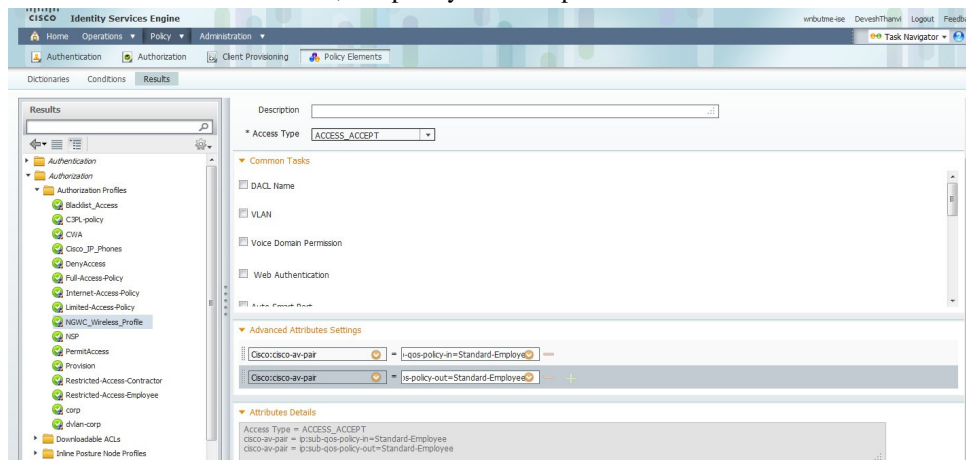 CISCO Identity Services Engine
wnbutme-ise DeveshThanvi Logout Feedb
Home Operations Policy Administration
Task Navigator
Authentication Authorization Client Provisioning Policy Elements
Dictionaries Conditions Results
Results
Authentication
Authorization
Authorization Profiles
Blacklist_Access
C3PL-policy
CWA
Cisco_IP_Phones
DenyAccess
Full-Access-Policy
Internet-Access-Policy
Limited-Access-Policy
NGWC_Wireless_Profile
NSP
PermitAccess
Provision
Restricted-Access-Contractor
Restricted-Access-Employee
corp
dvlan-corp
Downloadable ACLs
Inline Posture Node Profiles
Description
* Access Type ACCESS_ACCEPT
Common Tasks
DACL Name
VLAN
Voice Domain Permission
Web Authentication
Auto Smart Port
Advanced Attributes Settings
Cisco:cisco-av-pair = -qos-policy-in=Standard-Employe
Cisco:cisco-av-pair = s-policy-out=Standard-Employee
Attributes Details
Access Type = ACCESS_ACCEPT
cisco-av-pair = ip:sub-qos-policy-in=Standard-Employee
cisco-av-pair = ip:sub-qos-policy-out=Standard-Employee